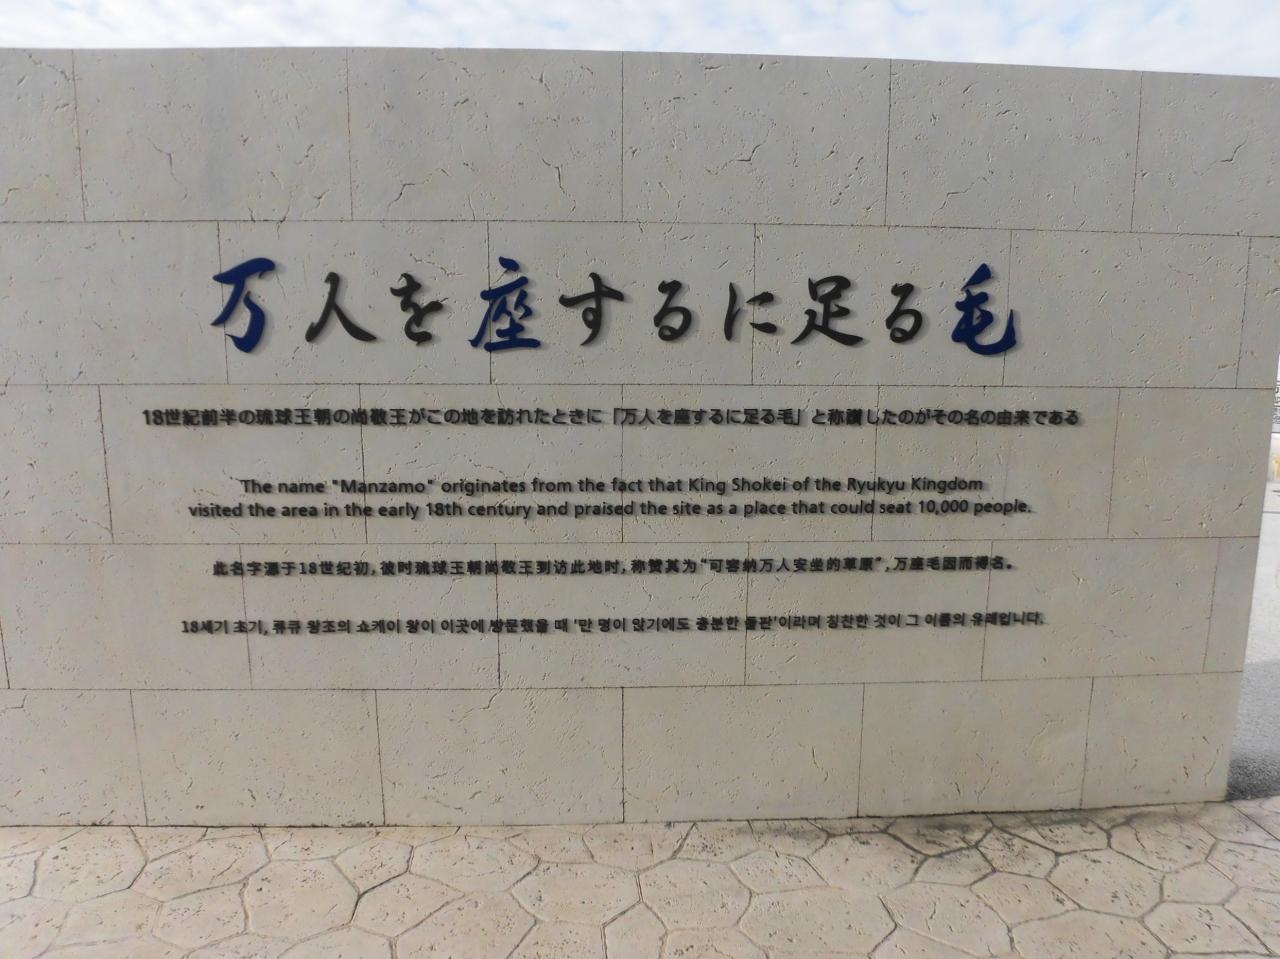 万人を座するに足る毛
18世紀前半の琉球王朝の尚敬王がこの地を訪れたときに「万人を座するに足る毛」と称讃したのがその名の由来である
The name "Manzamo" originates from the fact that King Shokei of the Ryukyu Kingdom
visited the area in the early 18th century and praised the site as a place that could seat 10,000 people.
此名字源于18世纪初，彼时琉球王朝尚敬王到访此地时，称赞其为“可容纳万人安坐的草原”，万座毛因而得名。
18세기 초기, 류큐 왕조의 쇼케이 왕이 이곳에 방문했을 때 '만 명이 앉기에도 충분한 들판'이라며 칭찬한 것이 그 이름의 유래입니다.